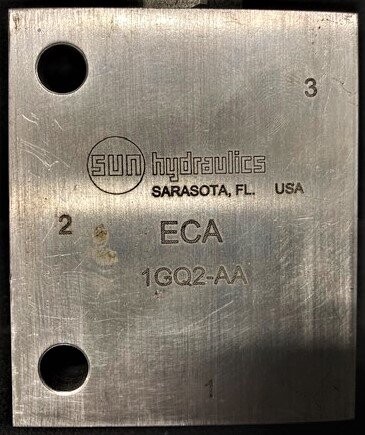 3
sun hydraulics
SARASOTA, FL. USA
2
ECA
1GQ2-AA
1